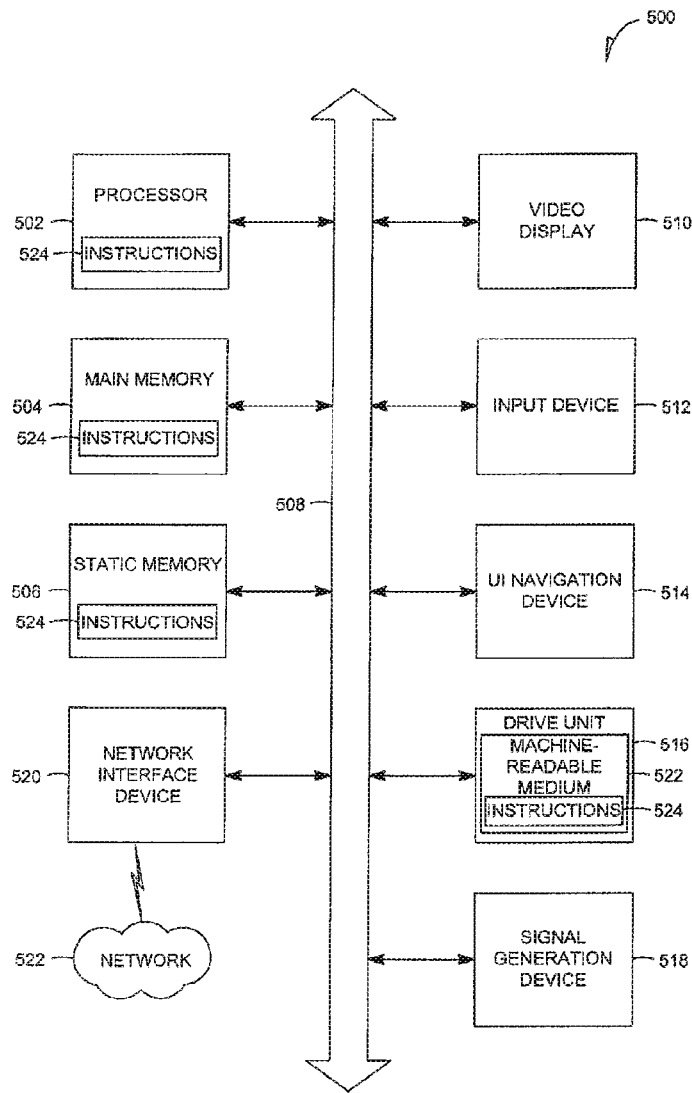 500
PROCESSOR
502
524
INSTRUCTIONS
VIDEO
DISPLAY
510
MAIN MEMORY
504
524
INSTRUCTIONS
INPUT DEVICE
512
508
STATIC MEMORY
506
524
INSTRUCTIONS
UI NAVIGATION
DEVICE
514
NETWORK
INTERFACE
DEVICE
520
DRIVE UNIT
516
MACHINE-
READABLE
MEDIUM
522
INSTRUCTIONS
524
522
NETWORK
SIGNAL
GENERATION
DEVICE
518